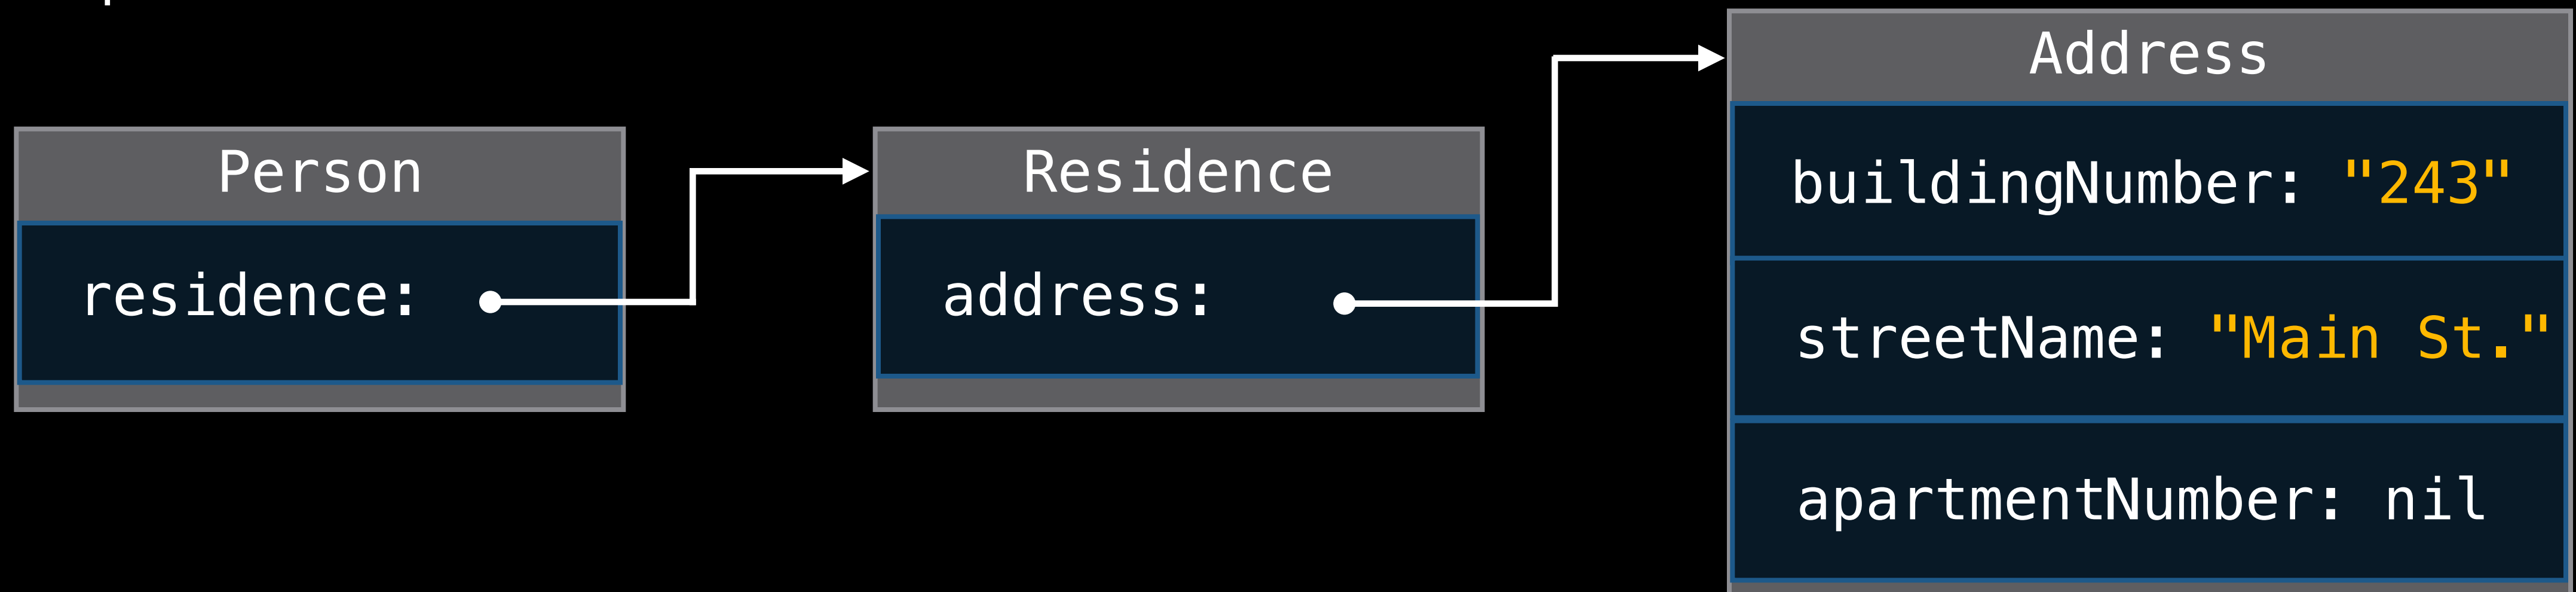 Person
residence:
Residence
address:
Address
buildingNumber: "243"
streetName: "Main St."
apartmentNumber: nil